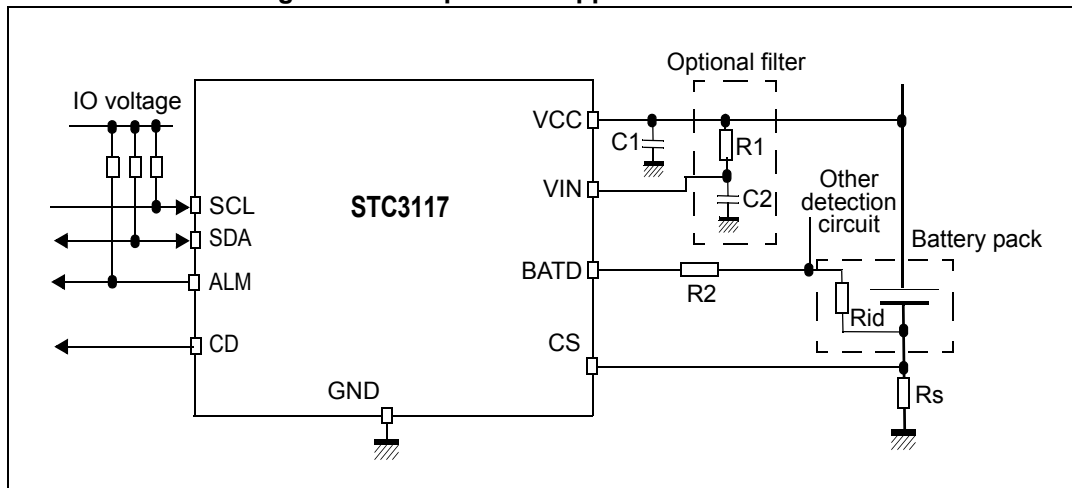 Optional filter
IO voltage
VCC
C1
R1
VIN
C2
STC3117
SCL
SDA
ALM
CD
Other
detection
circuit
Battery pack
BATD
R2
Rid
CS
GND
Rs